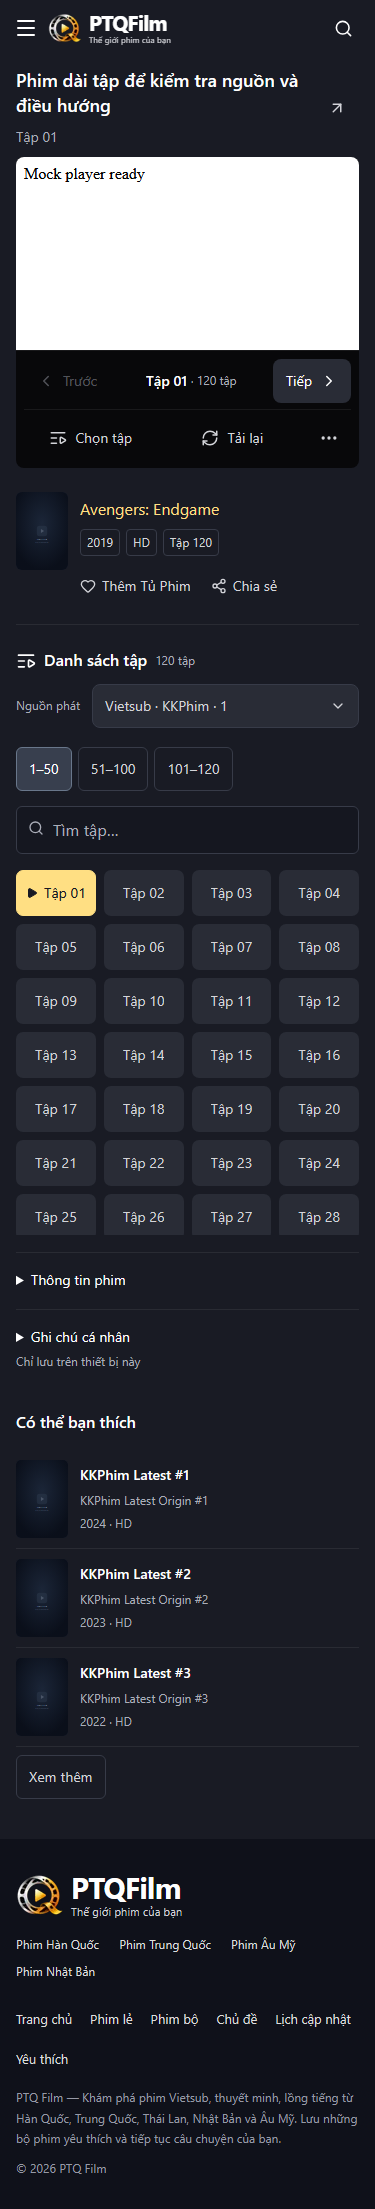 PTQFilm
Thế giới phim của bạn
Phim dài tập để kiểm tra nguồn và
điều hướng
Tập 01
Mock player ready
Trước
Tập 01 · 120 tập
Tiếp
Chọn tập
Tải lại
Avengers: Endgame
2019
HD
Tập 120
Thêm Tủ Phim
Chia sẻ
Danh sách tập 120 tập
Nguồn phát
Vietsub · KKPhim · 1
1–50
51–100
101–120
Tìm tập...
Tập 01
Tập 02
Tập 03
Tập 04
Tập 05
Tập 06
Tập 07
Tập 08
Tập 09
Tập 10
Tập 11
Tập 12
Tập 13
Tập 14
Tập 15
Tập 16
Tập 17
Tập 18
Tập 19
Tập 20
Tập 21
Tập 22
Tập 23
Tập 24
Tập 25
Tập 26
Tập 27
Tập 28
Thông tin phim
Ghi chú cá nhân
Chỉ lưu trên thiết bị này
Có thể bạn thích
KKPhim Latest #1
KKPhim Latest Origin #1
2024 · HD
KKPhim Latest #2
KKPhim Latest Origin #2
2023 · HD
KKPhim Latest #3
KKPhim Latest Origin #3
2022 · HD
Xem thêm
PTQFilm
Thế giới phim của bạn
Phim Hàn Quốc
Phim Trung Quốc
Phim Âu Mỹ
Phim Nhật Bản
Trang chủ
Phim lẻ
Phim bộ
Chủ đề
Lịch cập nhật
Yêu thích
PTQ Film — Khám phá phim Vietsub, thuyết minh, lồng tiếng từ
Hàn Quốc, Trung Quốc, Thái Lan, Nhật Bản và Âu Mỹ. Lưu những
bộ phim yêu thích và tiếp tục câu chuyện của bạn.
© 2026 PTQ Film